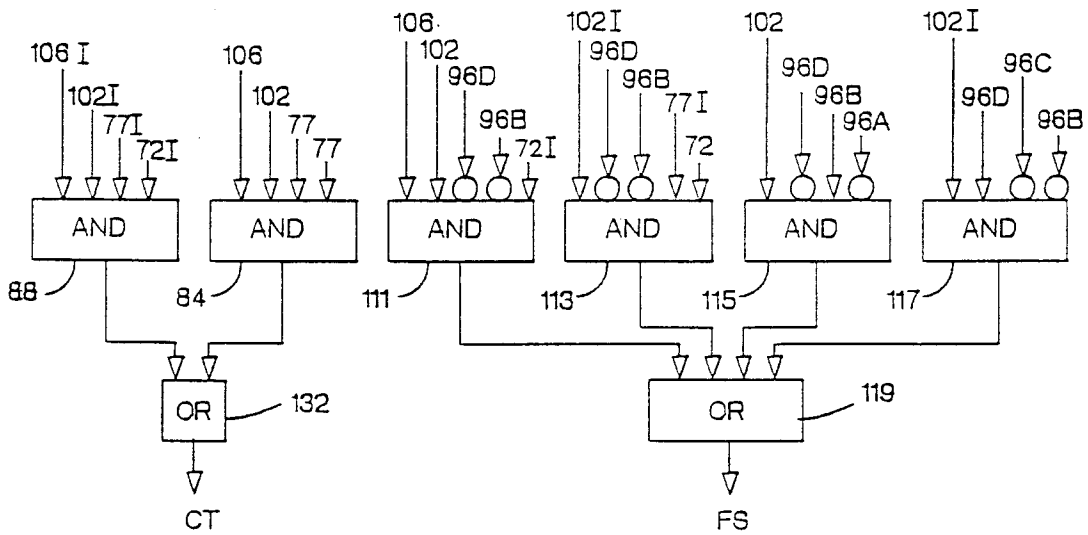 106 I
102I
77I
72I
106
102
77
77
106
102
96D
96B
72I
102I
96D
96B
77I
72
102
96D
96B
96A
102I
96D
96C
96B
AND
AND
AND
AND
AND
AND
88
84
111
113
115
117
OR
132
OR
119
CT
FS